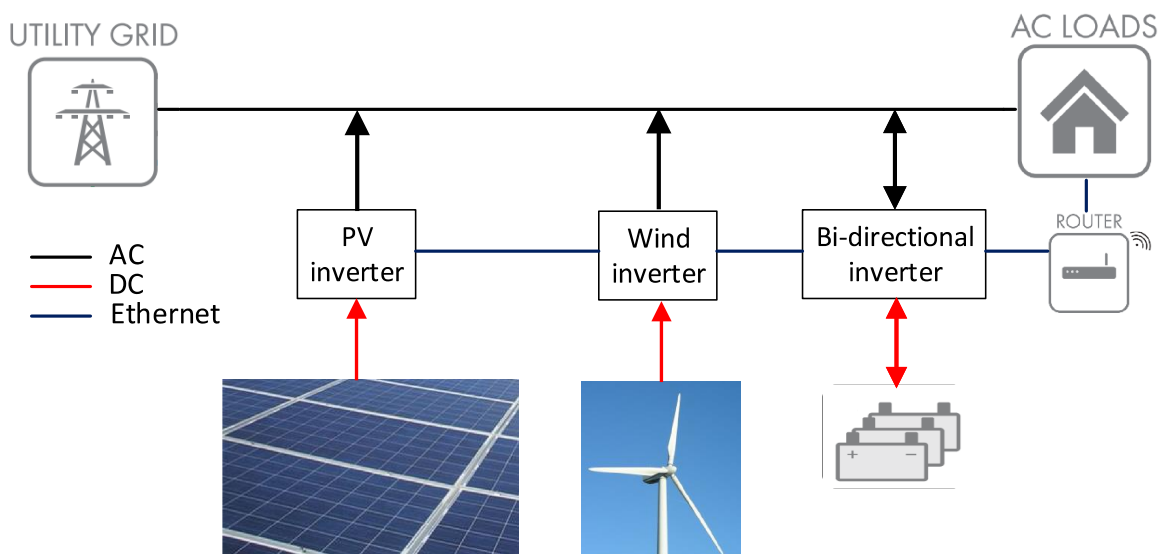 UTILITY GRID
AC LOADS
PV
inverter
Wind
inverter
Bi-directional
inverter
ROUTER
AC
DC
Ethernet
+ −